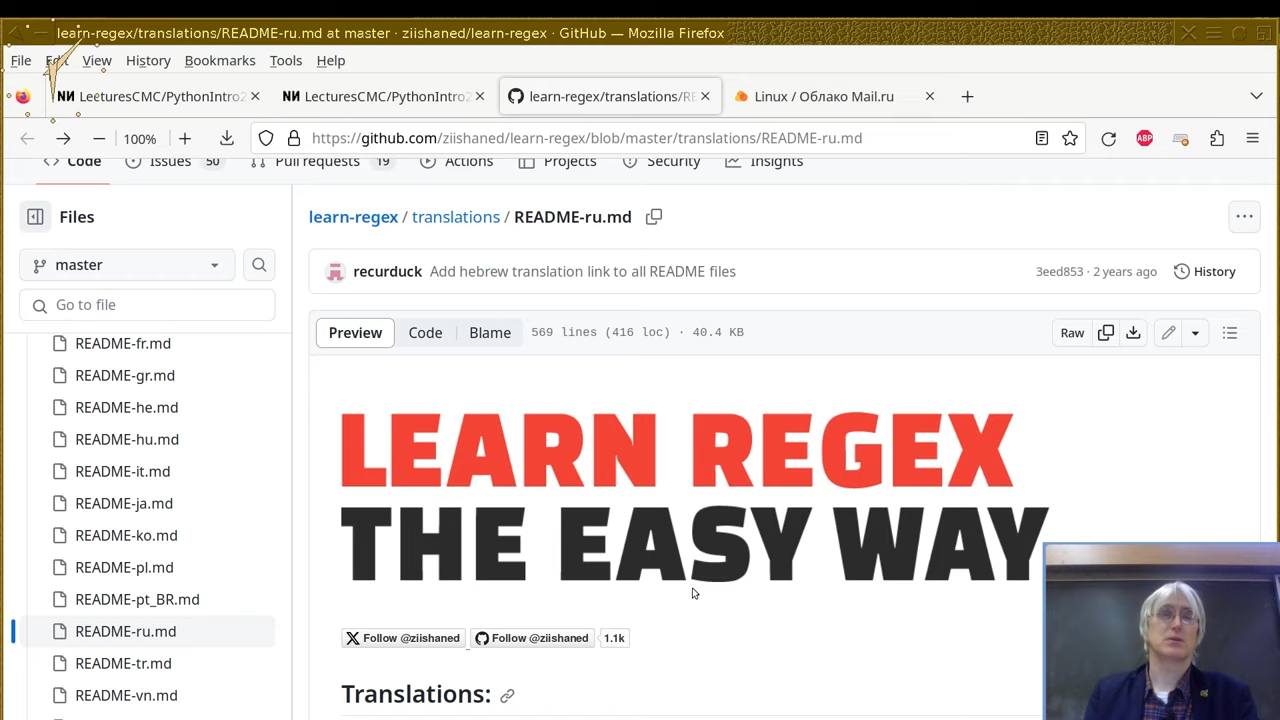 learn-regex/translations/README-ru.md at master · ziishaned/learn-regex · GitHub — Mozilla Firefox
File Edit View History Bookmarks Tools Help
LecturesCMC/PythonIntro2
LecturesCMC/PythonIntro2
learn-regex/translations/RE
Linux / Облако Mail.ru
100%
https://github.com/ziishaned/learn-regex/blob/master/translations/README-ru.md
ABP
Code Issues 50 Pull requests 19 Actions Projects Security Insights
Files
learn-regex / translations / README-ru.md
master
recurduck Add hebrew translation link to all README files 3eed853 · 2 years ago History
Go to file
Preview Code Blame 569 lines (416 loc) · 40.4 KB Raw
README-fr.md
README-gr.md
README-he.md
README-hu.md
README-it.md
README-ja.md
README-ko.md
README-pl.md
README-pt_BR.md
README-ru.md
README-tr.md
README-vn.md
LEARN REGEX
THE EASY WAY
Follow @ziishaned Follow @ziishaned 1.1k
Translations: